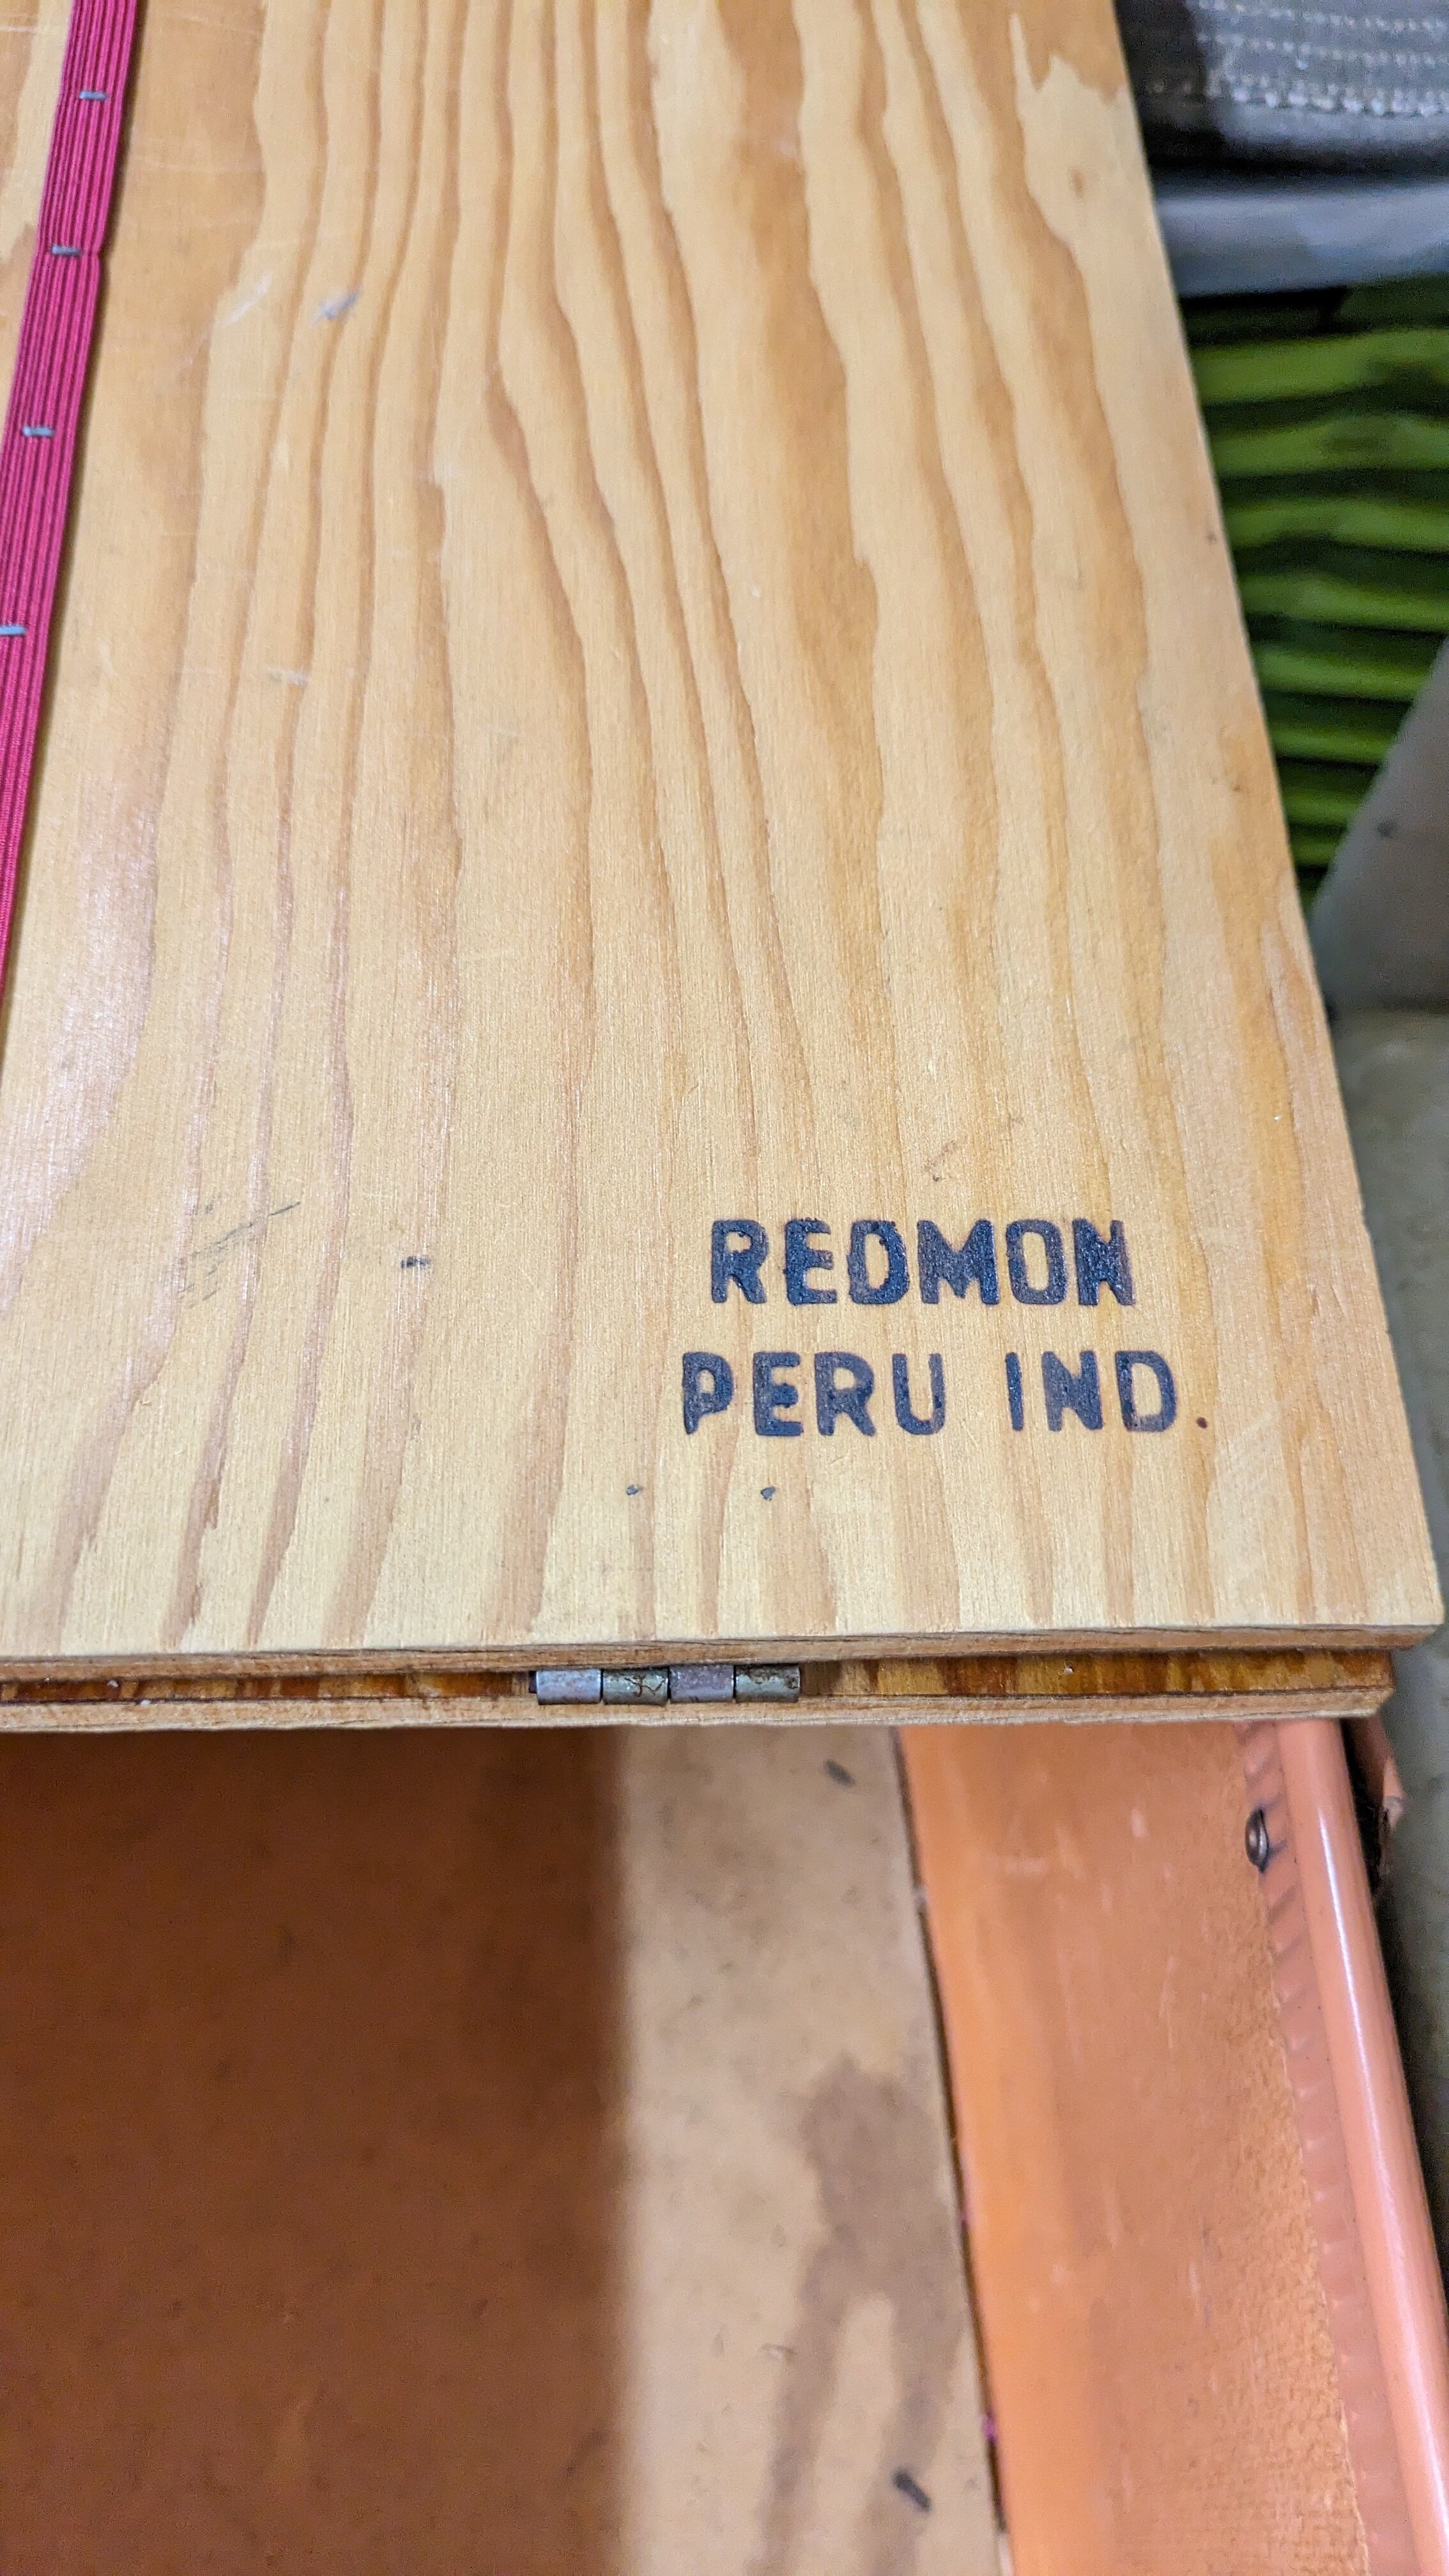 REDMON
PERU IND.